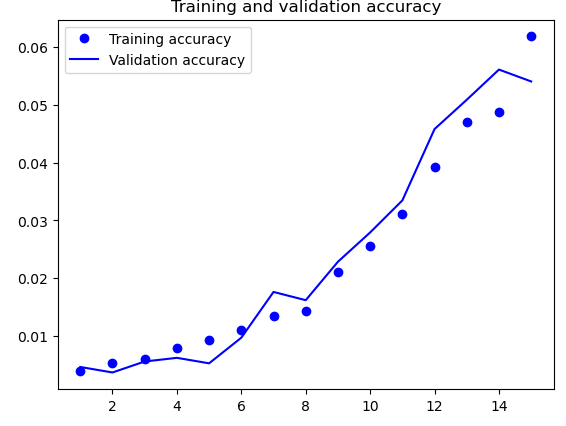 Training and validation accuracy
Training accuracy
Validation accuracy
0.06
0.05
0.04
0.03
0.02
0.01
2 4 6 8 10 12 14